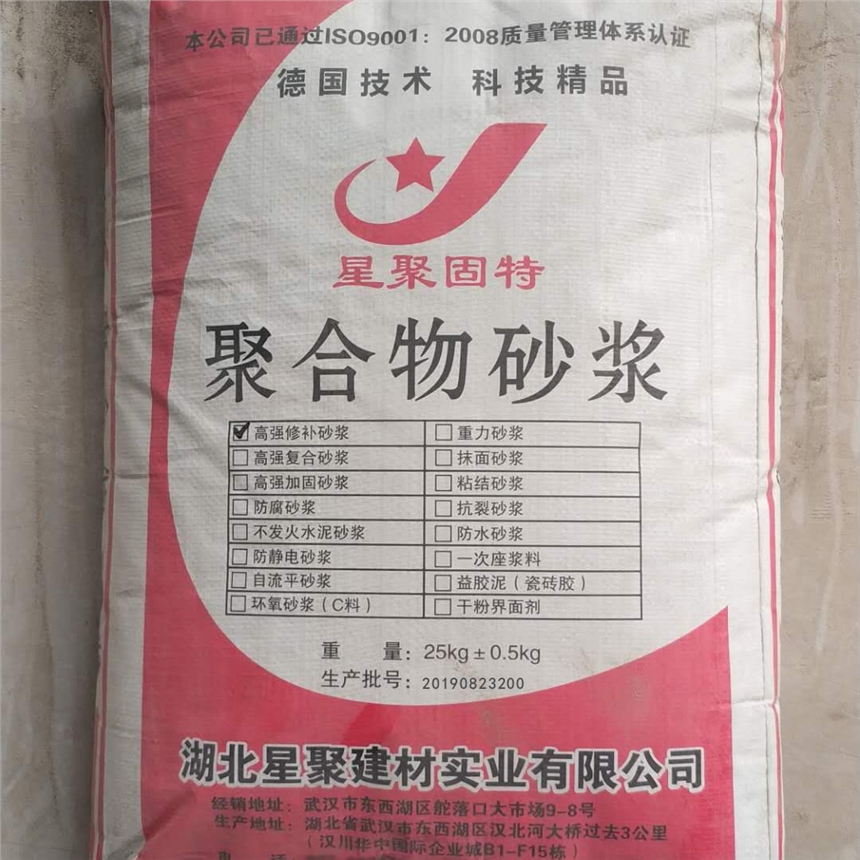 本公司已通过ISO9001：2008质量管理体系认证
德国技术 科技精品
星聚固特
聚合物砂浆
高强修补砂浆 重力砂浆
高强复合砂浆 抹面砂浆
高强加固砂浆 粘结砂浆
防腐砂浆 抗裂砂浆
不发火水泥砂浆 防水砂浆
防静电砂浆 一次座浆料
自流平砂浆 益胶泥（瓷砖胶）
环氧砂浆（C料） 干粉界面剂
重 量：25kg±0.5kg
生产批号：20190823200
湖北星聚建材实业有限公司
经销地址：武汉市东西湖区舵落口大市场9-8号
生产地址：湖北省武汉市东西湖区汉北河大桥过去3公里
（汉川华中国际企业城B1-F15栋）